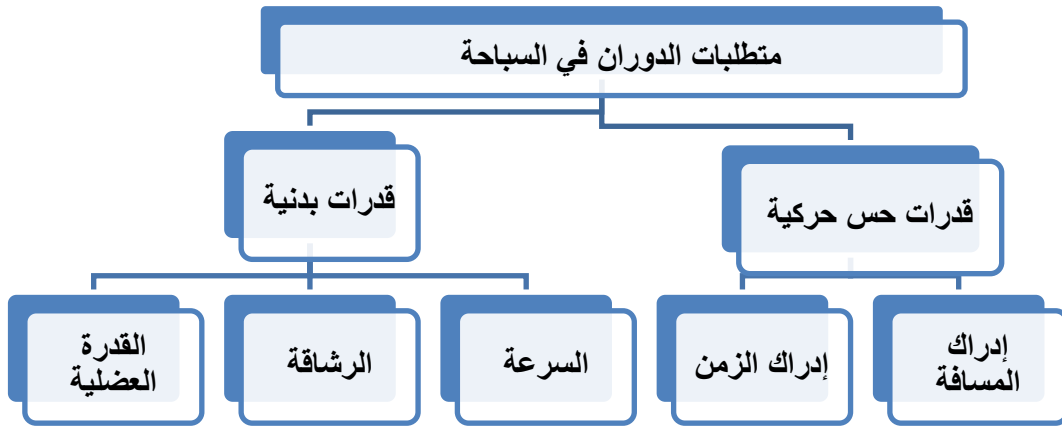 متطلبات الدوران في السباحة
قدرات حس حركية
قدرات بدنية
إدراك
المسافة
إدراك الزمن
السرعة
الرشاقة
القدرة
العضلية